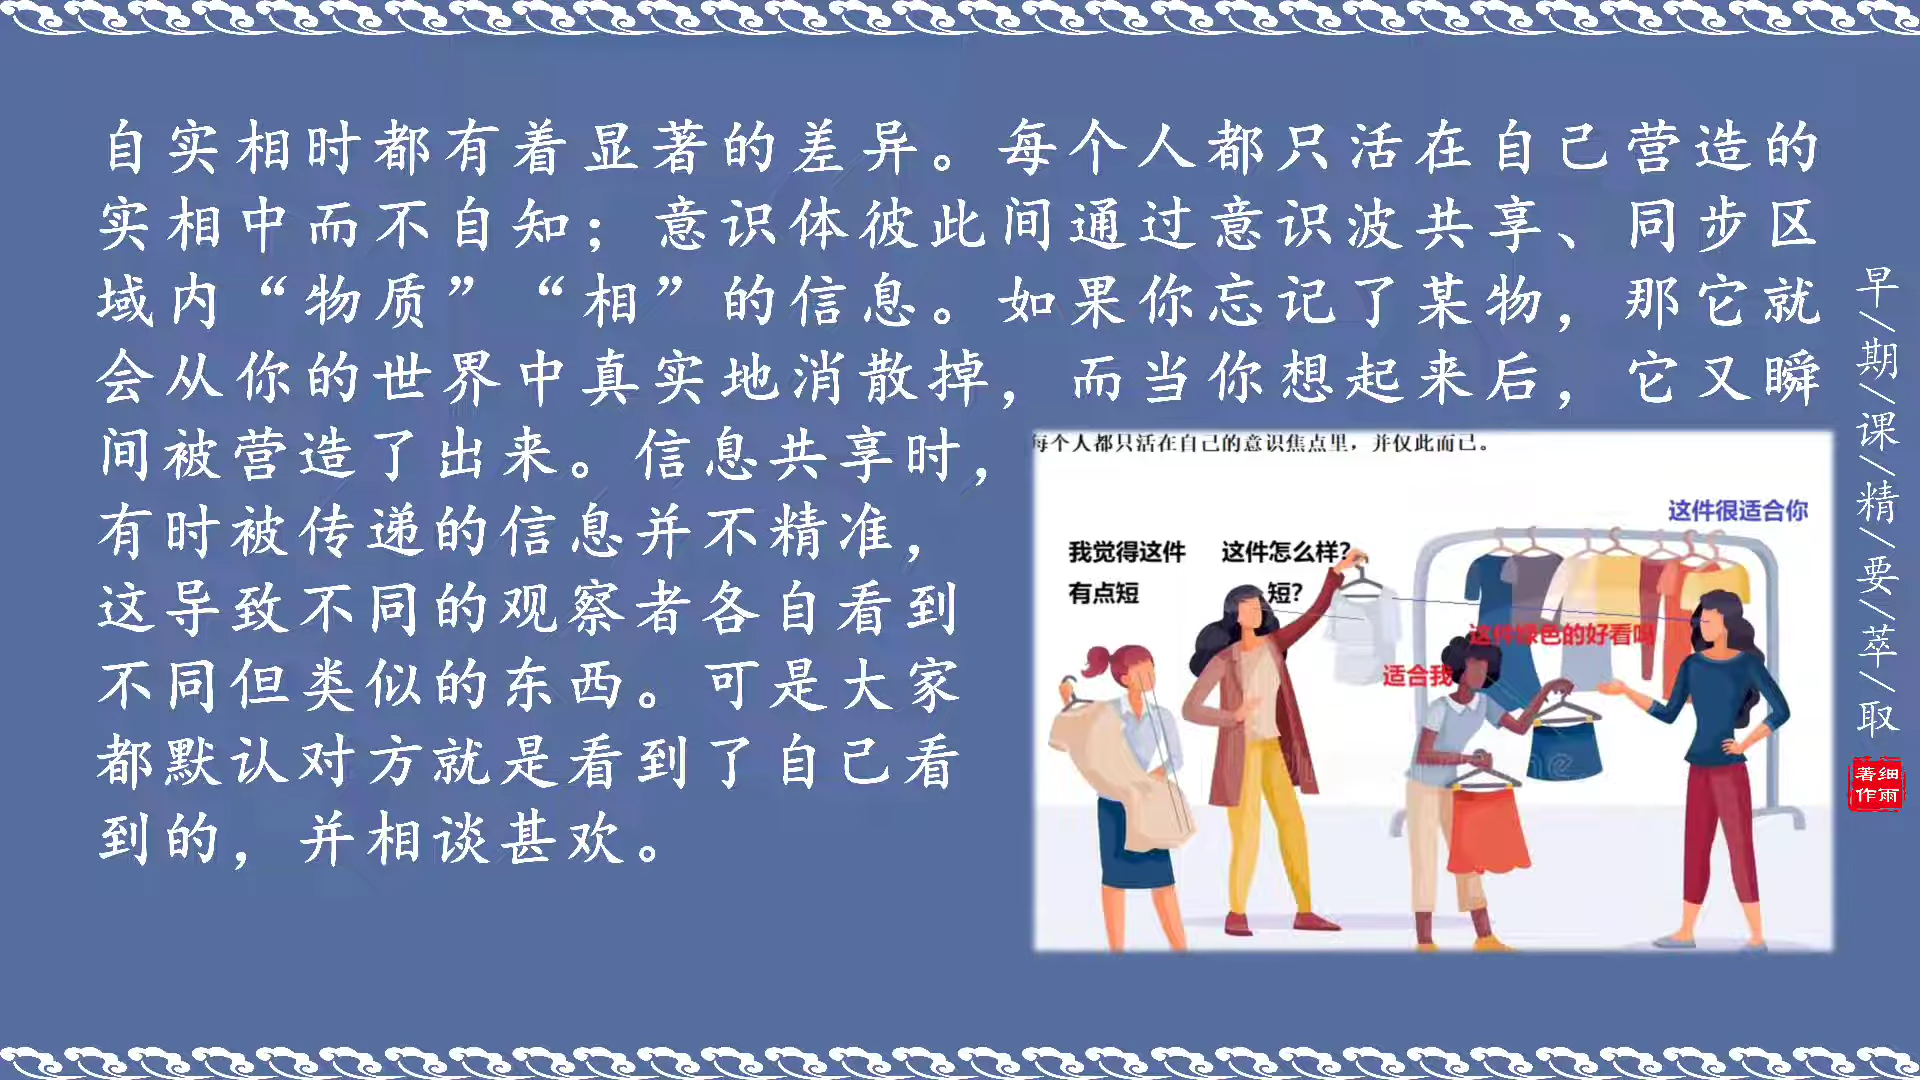 自实相时都有着显著的差异。每个人都只活在自己营造的
实相中而不自知；意识体彼此间通过意识波共享、同步区
域内“物质”“相”的信息。如果你忘记了某物，那它就
会从你的世界中真实地消散掉，而当你想起来后，它又瞬
间被营造了出来。信息共享时，
有时被传递的信息并不精准，
这导致不同的观察者各自看到
不同但类似的东西。可是大家
都默认对方就是看到了自己看
到的，并相谈甚欢。
每个人都只活在自己的意识焦点里，并仅此而已。
这件很适合你
我觉得这件
有点短
这件怎么样？
短？
这件绿色的好看吗
适合我
早/期/课/精/要/萃/取
细雨
著作